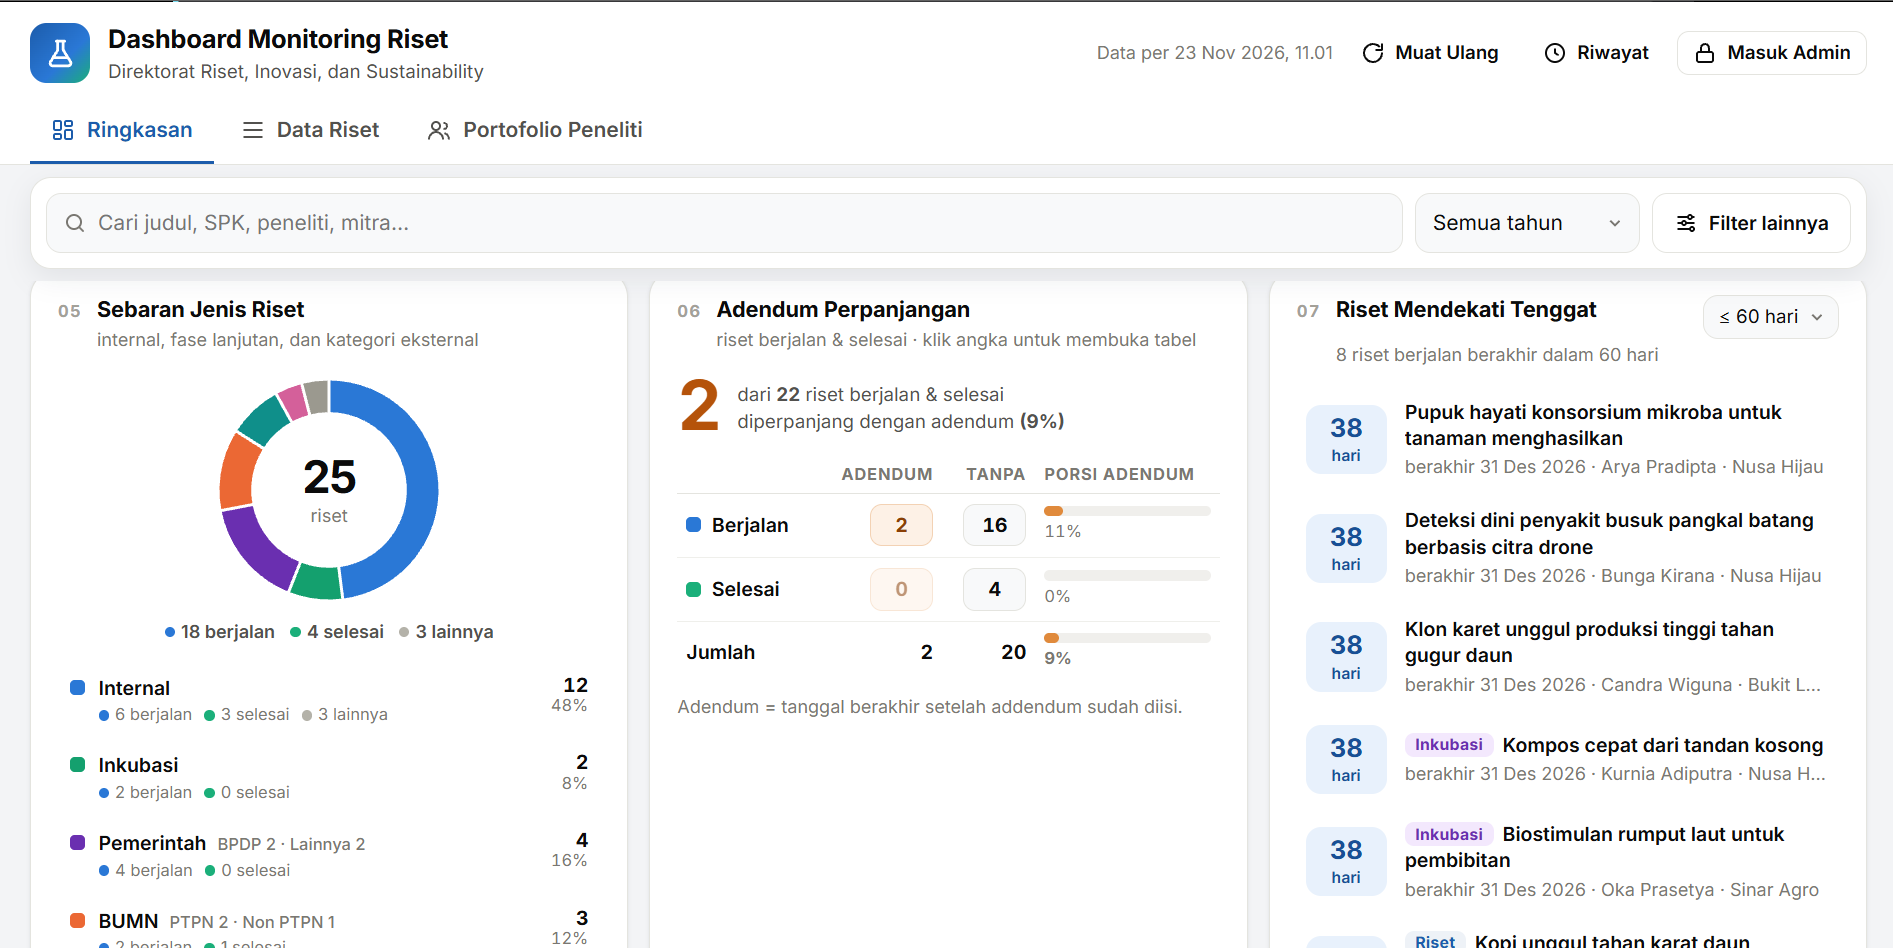 Dashboard Monitoring Riset
Direktorat Riset, Inovasi, dan Sustainability
Data per 23 Nov 2026, 11.01
Muat Ulang
Riwayat
Masuk Admin
Ringkasan
Data Riset
Portofolio Peneliti
Cari judul, SPK, peneliti, mitra...
Semua tahun
Filter lainnya
05 Sebaran Jenis Riset
internal, fase lanjutan, dan kategori eksternal
25
riset
18 berjalan 4 selesai 3 lainnya
Internal 12
6 berjalan 3 selesai 3 lainnya 48%
Inkubasi 2
2 berjalan 0 selesai 8%
Pemerintah BPDP 2 · Lainnya 2 4
4 berjalan 0 selesai 16%
BUMN PTPN 2 · Non PTPN 1 3
2 berjalan 1 selesai 12%
06 Adendum Perpanjangan
riset berjalan & selesai · klik angka untuk membuka tabel
2
dari 22 riset berjalan & selesai
diperpanjang dengan adendum (9%)
ADENDUM TANPA PORSI ADENDUM
Berjalan 2 16 11%
Selesai 0 4 0%
Jumlah 2 20 9%
Adendum = tanggal berakhir setelah addendum sudah diisi.
07 Riset Mendekati Tenggat
≤ 60 hari
8 riset berjalan berakhir dalam 60 hari
38 hari
Pupuk hayati konsorsium mikroba untuk
tanaman menghasilkan
berakhir 31 Des 2026 · Arya Pradipta · Nusa Hijau
38 hari
Deteksi dini penyakit busuk pangkal batang
berbasis citra drone
berakhir 31 Des 2026 · Bunga Kirana · Nusa Hijau
38 hari
Klon karet unggul produksi tinggi tahan
gugur daun
berakhir 31 Des 2026 · Candra Wiguna · Bukit L...
38 hari
Inkubasi Kompos cepat dari tandan kosong
berakhir 31 Des 2026 · Kurnia Adiputra · Nusa H...
38 hari
Inkubasi Biostimulan rumput laut untuk
pembibitan
berakhir 31 Des 2026 · Oka Prasetya · Sinar Agro
Riset Kopi unggul tahan karat daun